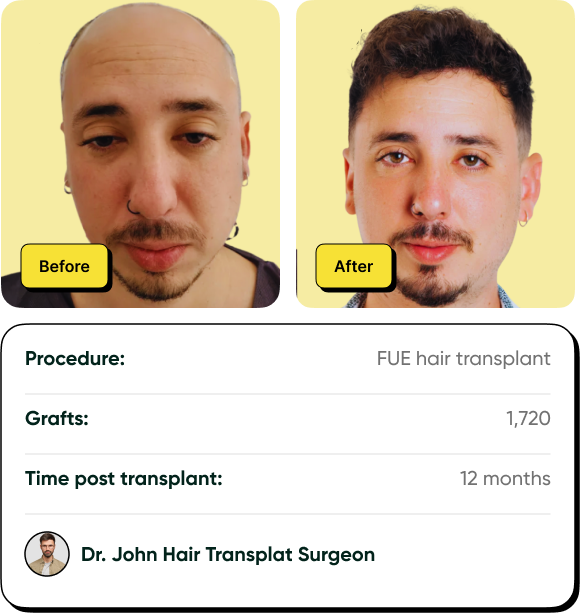 Before
After
Procedure: FUE hair transplant
Grafts: 1,720
Time post transplant: 12 months
Dr. John Hair Transplat Surgeon